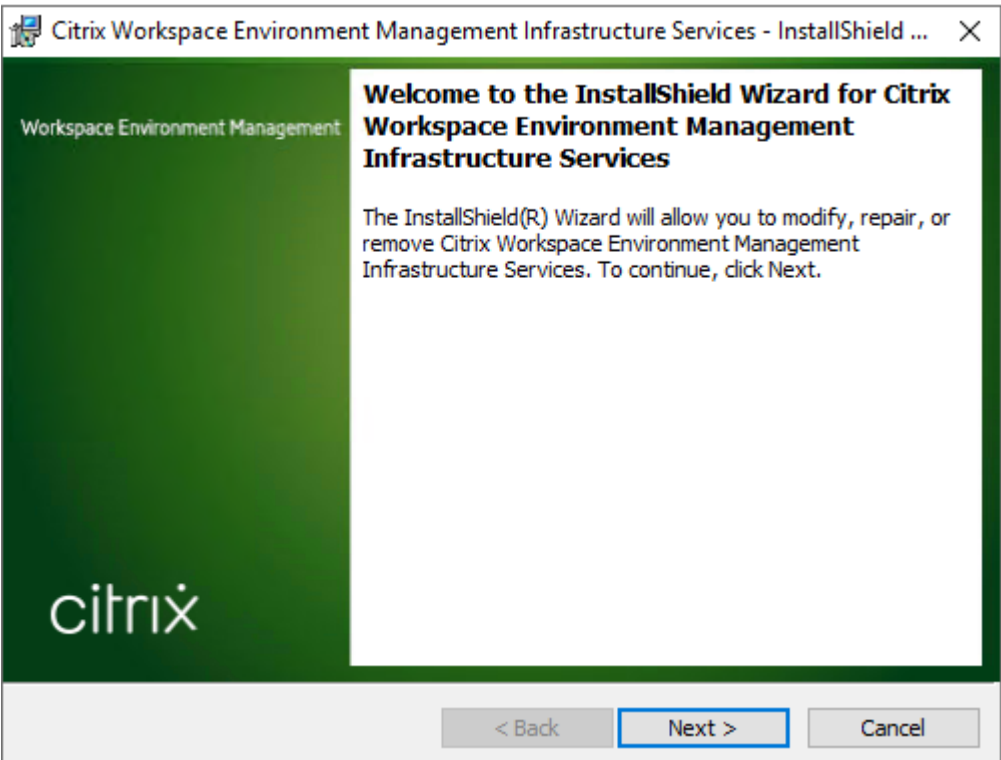 Citrix Workspace Environment Management Infrastructure Services - InstallShield ...
Workspace Environment Management
Welcome to the InstallShield Wizard for Citrix
Workspace Environment Management
Infrastructure Services
The InstallShield(R) Wizard will allow you to modify, repair, or
remove Citrix Workspace Environment Management
Infrastructure Services. To continue, click Next.
citrix
< Back
Next >
Cancel